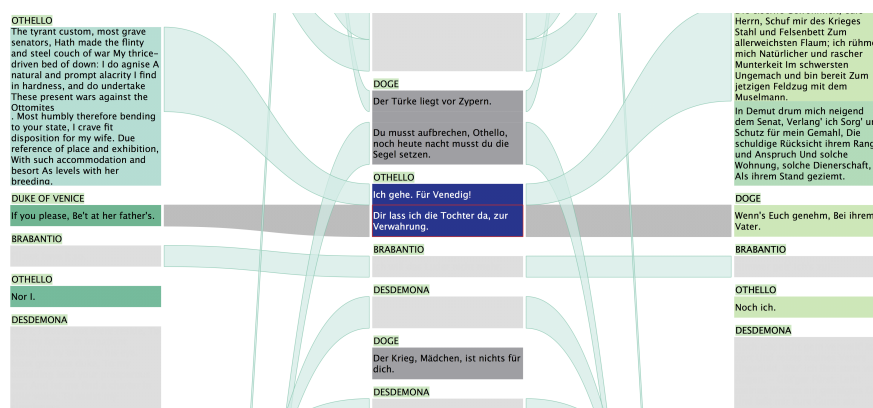 OTHELLO
The tyrant custom, most grave
senators, Hath made the flinty
and steel couch of war My thrice-
driven bed of down: I do agnise A
natural and prompt alacrity I find
in hardness, and do undertake
These present wars against the
Ottomites
. Most humbly therefore bending
to your state, I crave fit
disposition for my wife. Due
reference of place and exhibition,
With such accommodation and
besort As levels with her
breeding.
DUKE OF VENICE
If you please, Be't at her father's.
BRABANTIO
OTHELLO
Nor I.
DESDEMONA
DOGE
Der Türke liegt vor Zypern.
Du musst aufbrechen, Othello,
noch heute nacht musst du die
Segel setzen.
OTHELLO
Ich gehe. Für Venedig!
Dir lass ich die Tochter da, zur
Verwahrung.
BRABANTIO
DESDEMONA
DOGE
Der Krieg, Mädchen, ist nichts für
dich.
DESDEMONA
Herrn, Schuf mir des Krieges
Stahl und Felsenbett Zum
allerweichsten Flaum; ich rühm
mich Natürlicher und rascher
Munterkeit Im schwersten
Ungemach und bin bereit Zum
jetzigen Feldzug mit dem
Muselmann.
In Demut drum mich neigend
dem Senat, Verlang' ich Sorg' u
Schutz für mein Gemahl, Die
schuldige Rücksicht ihrem Rang
und Anspruch Und solche
Wohnung, solche Dienerschaft,
Als ihrem Stand geziemt.
DOGE
Wenn's Euch genehm, Bei ihrem
Vater.
BRABANTIO
OTHELLO
Noch ich.
DESDEMONA